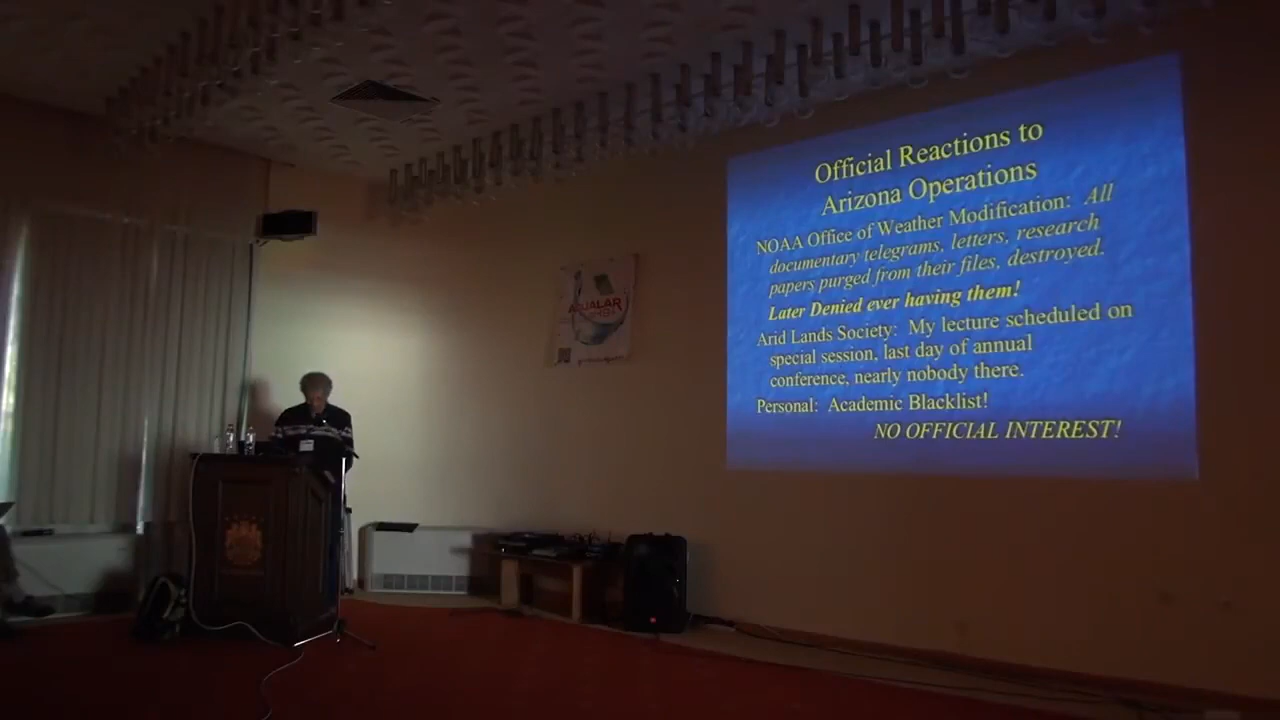 Official Reactions to
Arizona Operations
NOAA Office of Weather Modification: All
documentary telegrams, letters, research
papers purged from their files, destroyed.
Later Denied ever having them!
Arid Lands Society: My lecture scheduled on
special session, last day of annual
conference, nearly nobody there.
Personal: Academic Blacklist!
NO OFFICIAL INTEREST!
AQUALAR